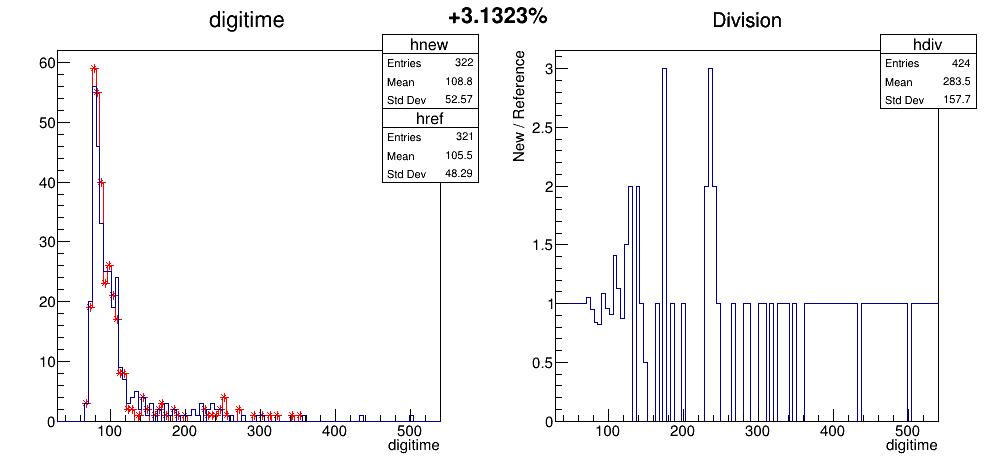 +3.1323%
digitime
hnew
Entries 322
Mean 108.8
Std Dev 52.57
href
Entries 321
Mean 105.5
Std Dev 48.29
60
50
40
30
20
10
0
100 200 300 400 500
digitime
Division
hdiv
Entries 424
Mean 283.5
Std Dev 157.7
New / Reference
3
2.5
2
1.5
1
0.5
0
100 200 300 400 500
digitime